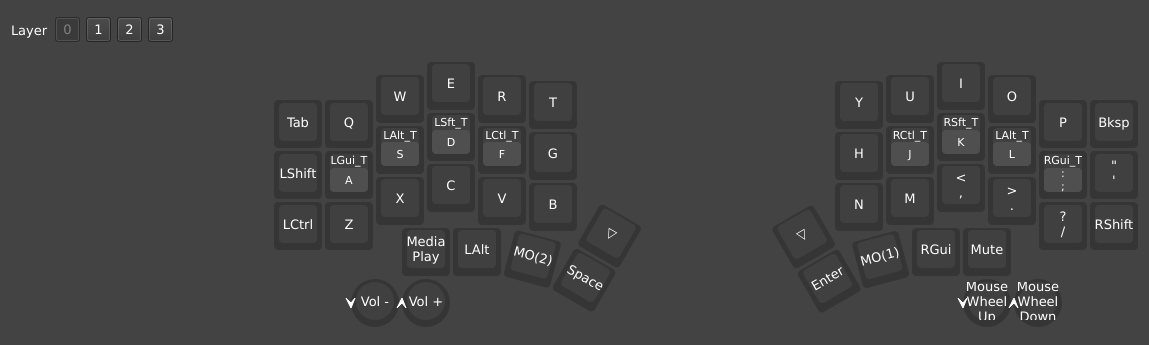 Layer 0 1 2 3
E I
W R U O
T Y
Tab Q P Bksp
LSft_T RSft_T
D K
LAlt_T LCtl_T RCtl_T LAlt_T
S F J L
G H
LGui_T RGui_T
A : ;
LShift " '
C < ,
X V M > .
B N
LCtrl Z ? / RShift
▷ ◁
Media
Play
LAlt MO(2) MO(1) RGui Mute
Space Enter
Vol - Vol +
Mouse Mouse
Wheel Wheel
Up Down